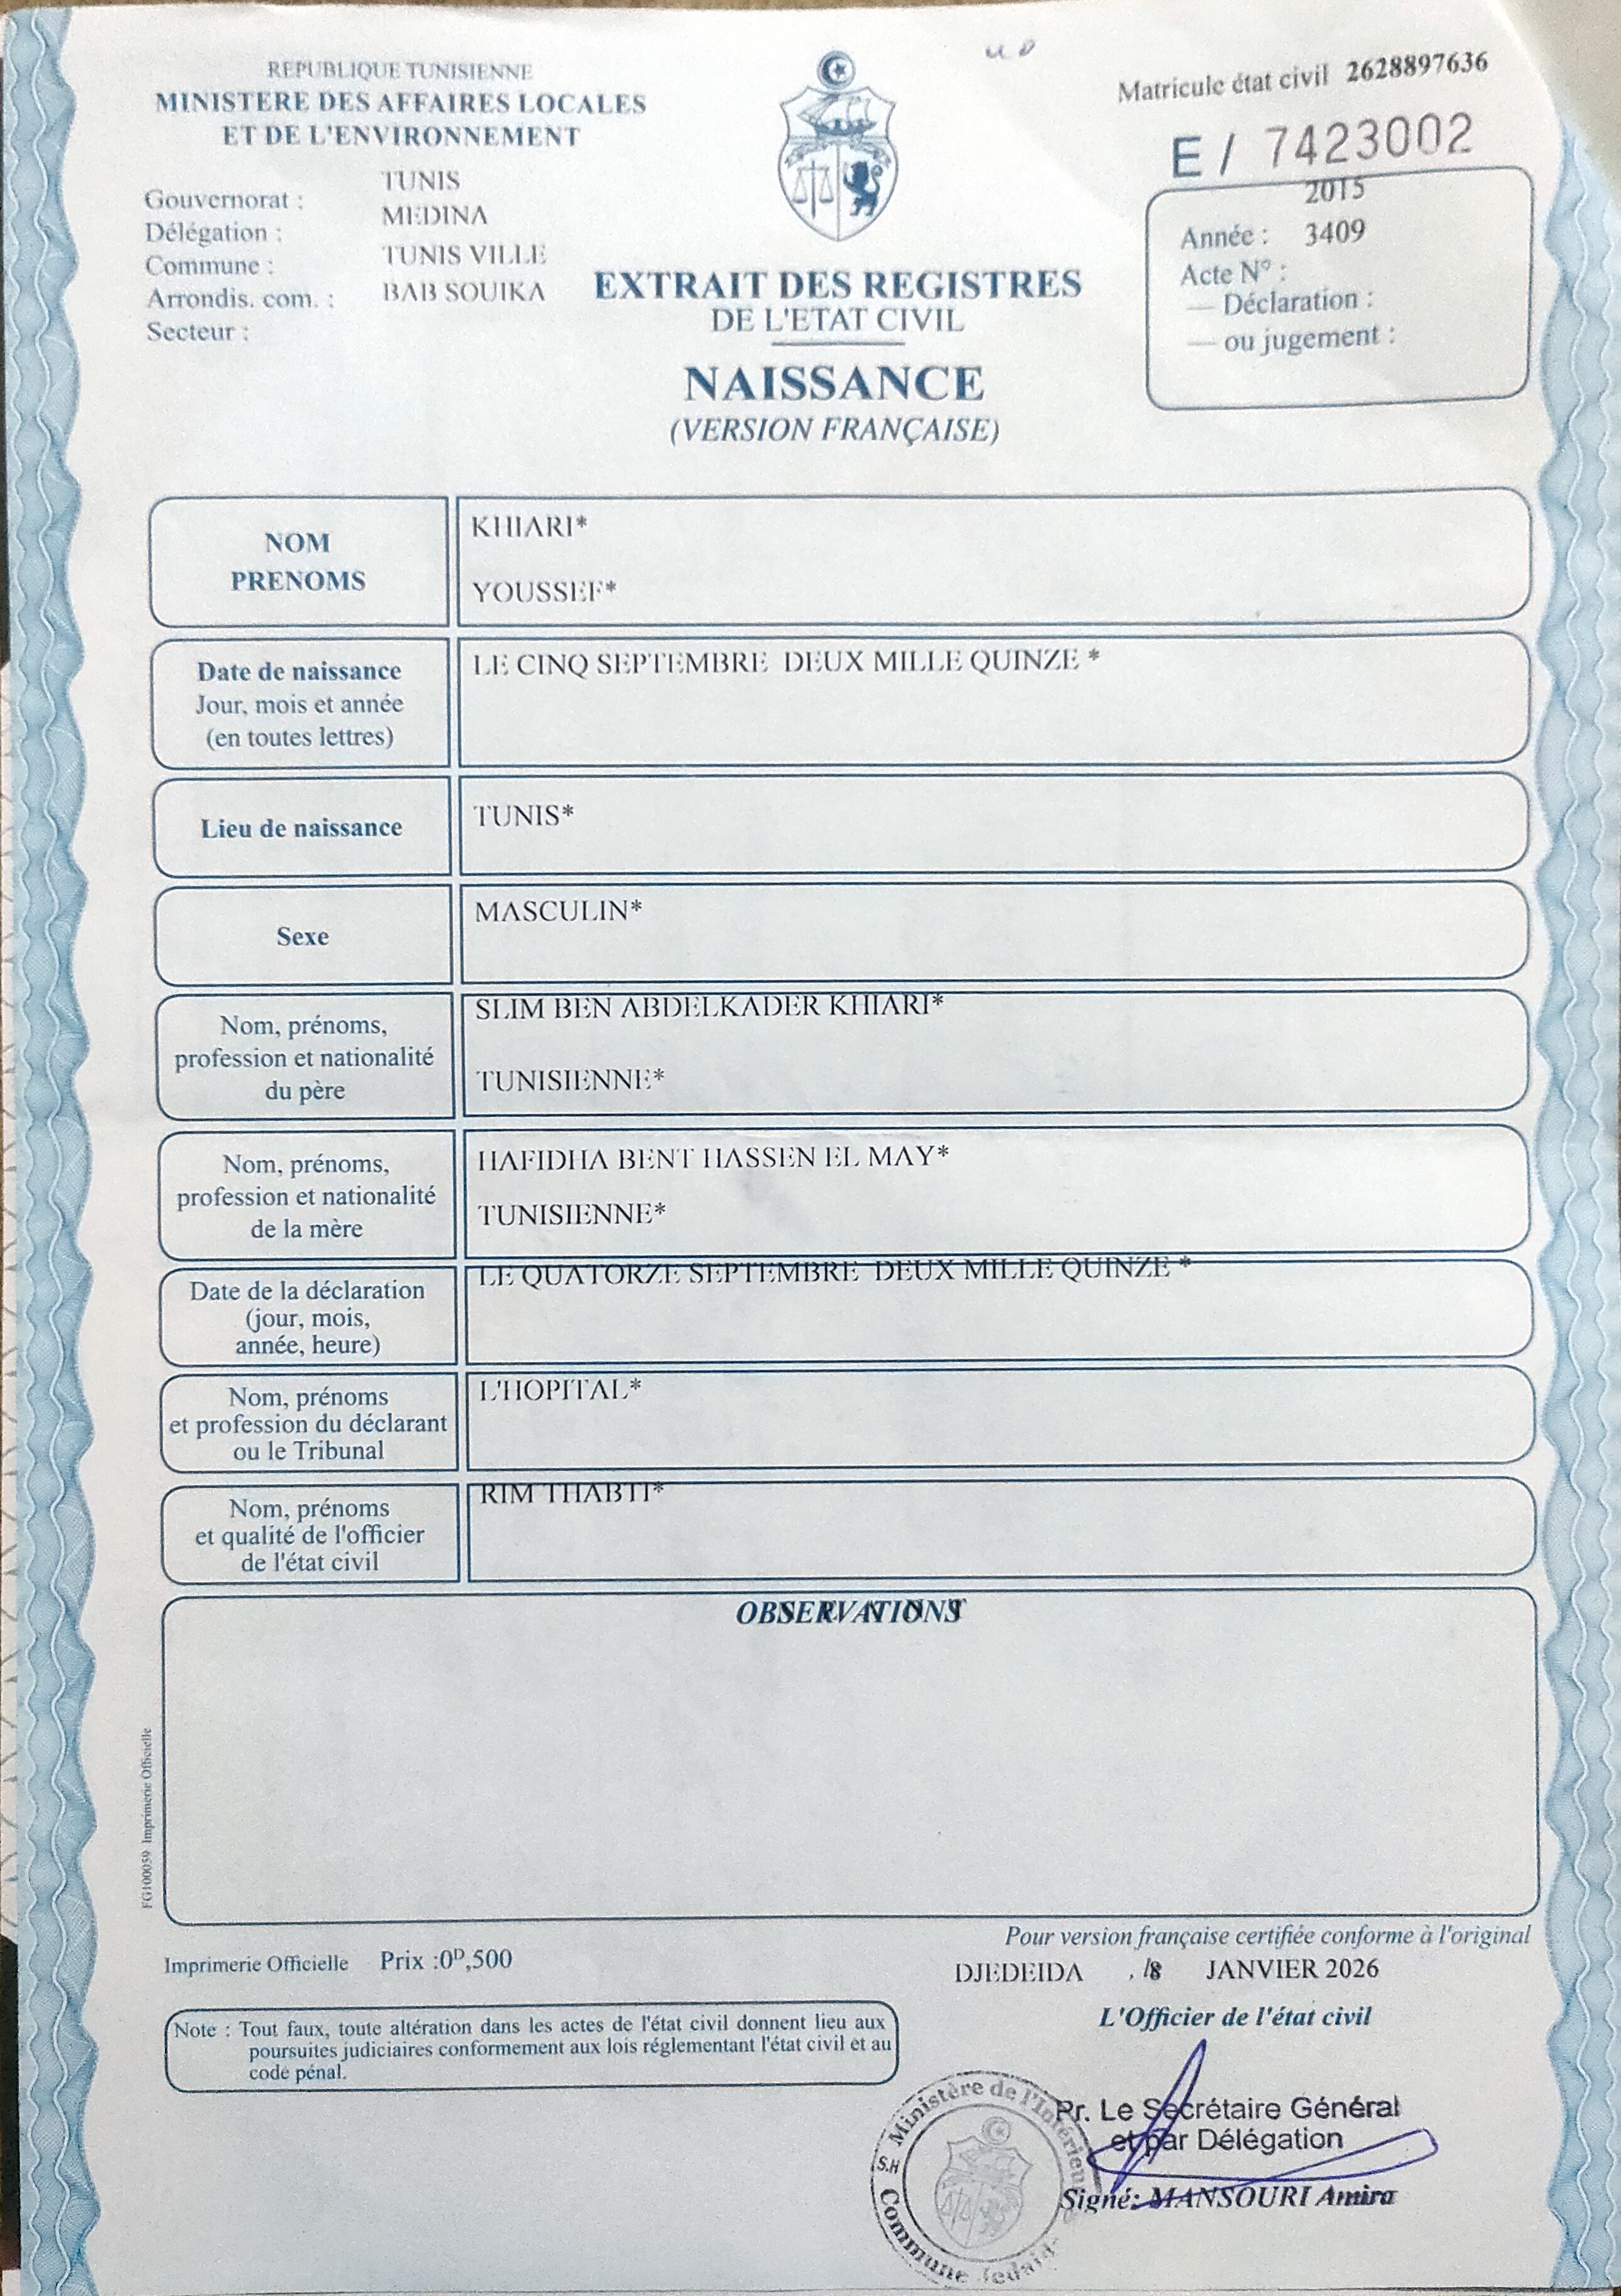 REPUBLIQUE TUNISIENNE
MINISTERE DES AFFAIRES LOCALES
ET DE L'ENVIRONNEMENT
Gouvernorat : TUNIS
Délégation : MEDINA
Commune : TUNIS VILLE
Arrondis. com. : BAB SOUIKA
Secteur :
Matricule état civil 2628897636
E / 7423002
2015
Année : 3409
Acte N° :
— Déclaration :
— ou jugement :
EXTRAIT DES REGISTRES
DE L'ETAT CIVIL
NAISSANCE
(VERSION FRANÇAISE)
NOM
PRENOMS
KHIARI*
YOUSSEF*
Date de naissance
Jour, mois et année
(en toutes lettres)
LE CINQ SEPTEMBRE DEUX MILLE QUINZE *
Lieu de naissance
TUNIS*
Sexe
MASCULIN*
Nom, prénoms,
profession et nationalité
du père
SLIM BEN ABDELKADER KHIARI*
TUNISIENNE*
Nom, prénoms,
profession et nationalité
de la mère
HAFIDHA BENT HASSEN EL MAY*
TUNISIENNE*
Date de la déclaration
(jour, mois,
année, heure)
LE QUATORZE SEPTEMBRE DEUX MILLE QUINZE *
Nom, prénoms
et profession du déclarant
ou le Tribunal
L'HOPITAL*
Nom, prénoms
et qualité de l'officier
de l'état civil
RIM THABTI*
OBSERVATIONS
FG100059 Imprimerie Officielle
Imprimerie Officielle Prix :0D,500
Pour version française certifiée conforme à l'original
DJEDEIDA JANVIER 2026
L'Officier de l'état civil
Note : Tout faux, toute altération dans les actes de l'état civil donnent lieu aux
poursuites judiciaires conformement aux lois réglementant l'état civil et au
code pénal.
Pr. Le Secrétaire Général
et par Délégation
Signé: MANSOURI Amira
Ministère de l'Intérieur
S.H
Commune Jedaida